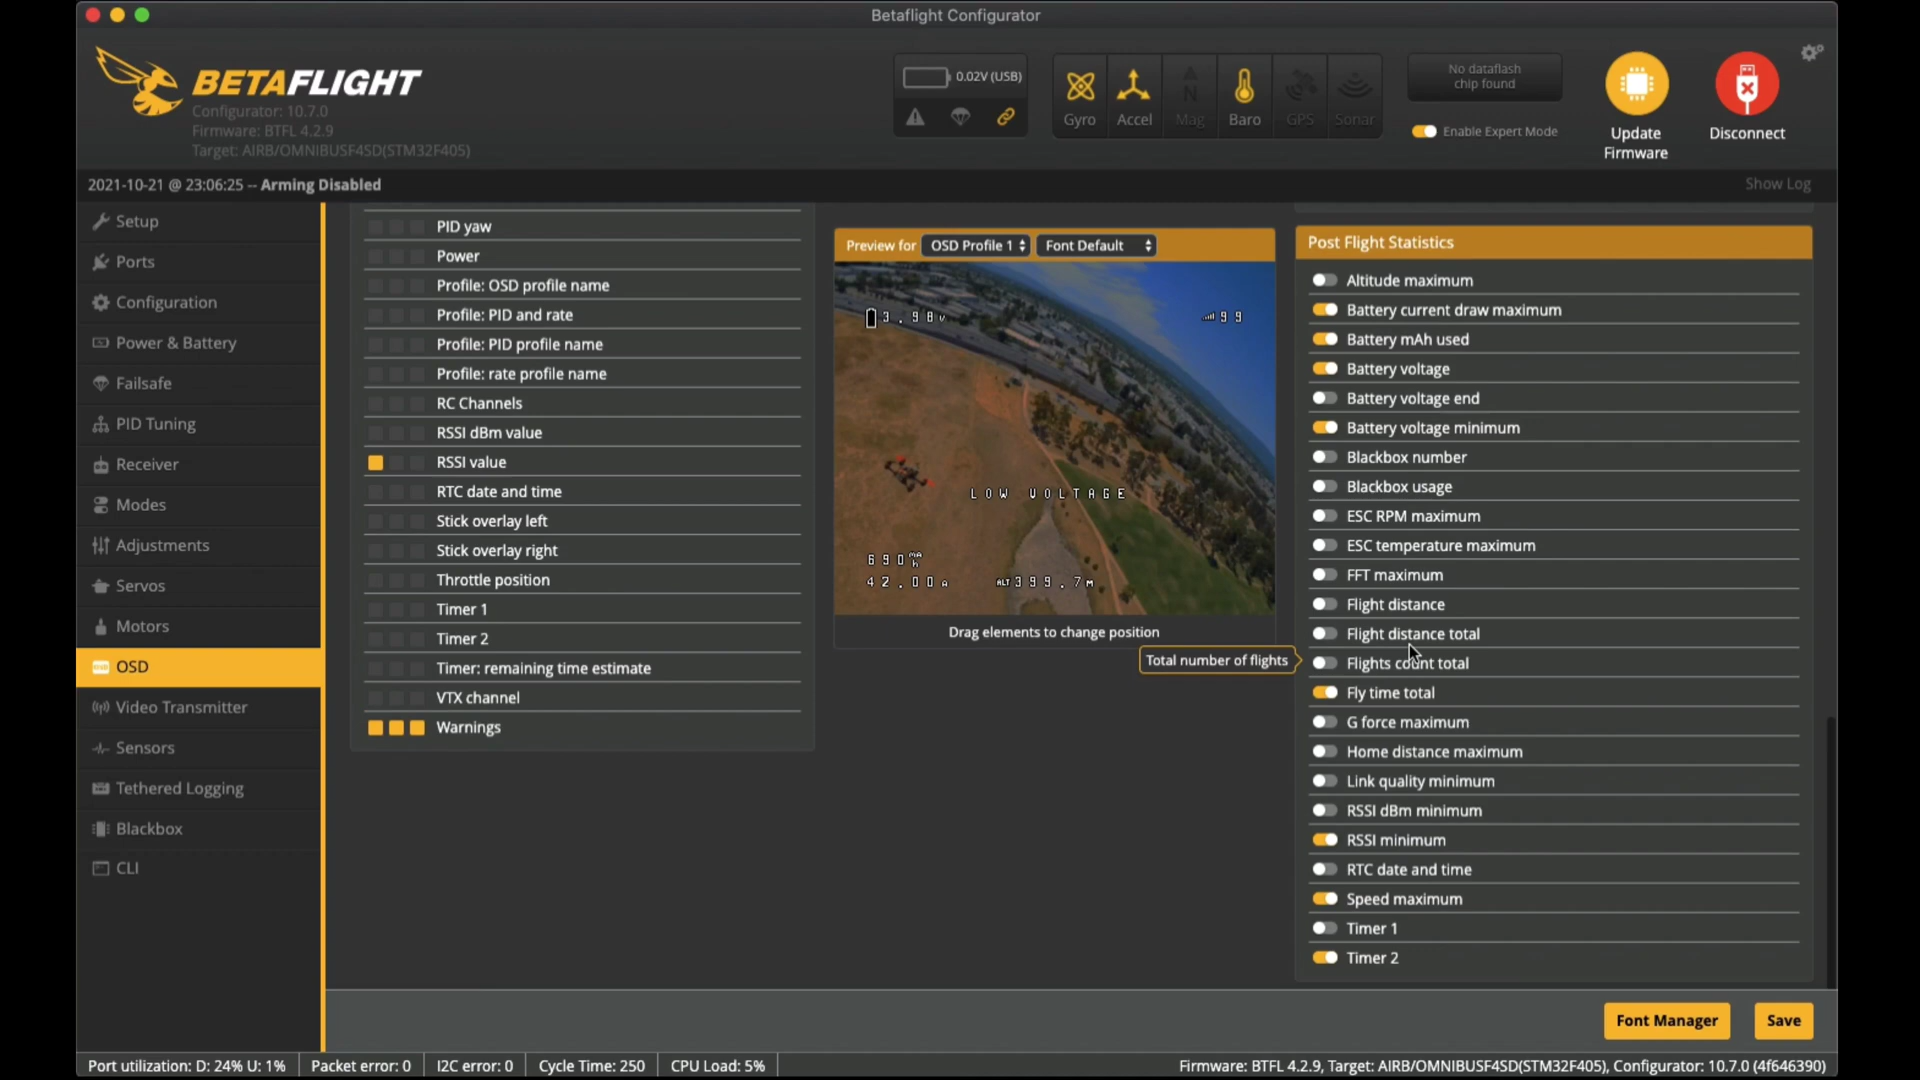 Betaflight Configurator
BETAFLIGHT
Configurator: 10.7.0
Firmware: BTFL 4.2.9
Target: AIRB/OMNIBUSF4SD(STM32F405)
0.02V (USB)
Gyro
Accel
Mag
Baro
GPS
Sonar
No dataflash
chip found
Enable Expert Mode
Update
Firmware
Disconnect
2021-10-21 @ 23:06:25 -- Arming Disabled
Show Log
Setup
Ports
Configuration
Power & Battery
Failsafe
PID Tuning
Receiver
Modes
Adjustments
Servos
Motors
OSD
Video Transmitter
Sensors
Tethered Logging
Blackbox
CLI
PID yaw
Power
Profile: OSD profile name
Profile: PID and rate
Profile: PID profile name
Profile: rate profile name
RC Channels
RSSI dBm value
RSSI value
RTC date and time
Stick overlay left
Stick overlay right
Throttle position
Timer 1
Timer 2
Timer: remaining time estimate
VTX channel
Warnings
Preview for OSD Profile 1 Font Default
3.98V
99
LOW VOLTAGE
690 MAH
42.00A
ALT 399.7M
Drag elements to change position
Total number of flights
Post Flight Statistics
Altitude maximum
Battery current draw maximum
Battery mAh used
Battery voltage
Battery voltage end
Battery voltage minimum
Blackbox number
Blackbox usage
ESC RPM maximum
ESC temperature maximum
FFT maximum
Flight distance
Flight distance total
Flights count total
Fly time total
G force maximum
Home distance maximum
Link quality minimum
RSSI dBm minimum
RSSI minimum
RTC date and time
Speed maximum
Timer 1
Timer 2
Font Manager
Save
Port utilization: D: 24% U: 1%
Packet error: 0
I2C error: 0
Cycle Time: 250
CPU Load: 5%
Firmware: BTFL 4.2.9, Target: AIRB/OMNIBUSF4SD(STM32F405), Configurator: 10.7.0 (4f646390)